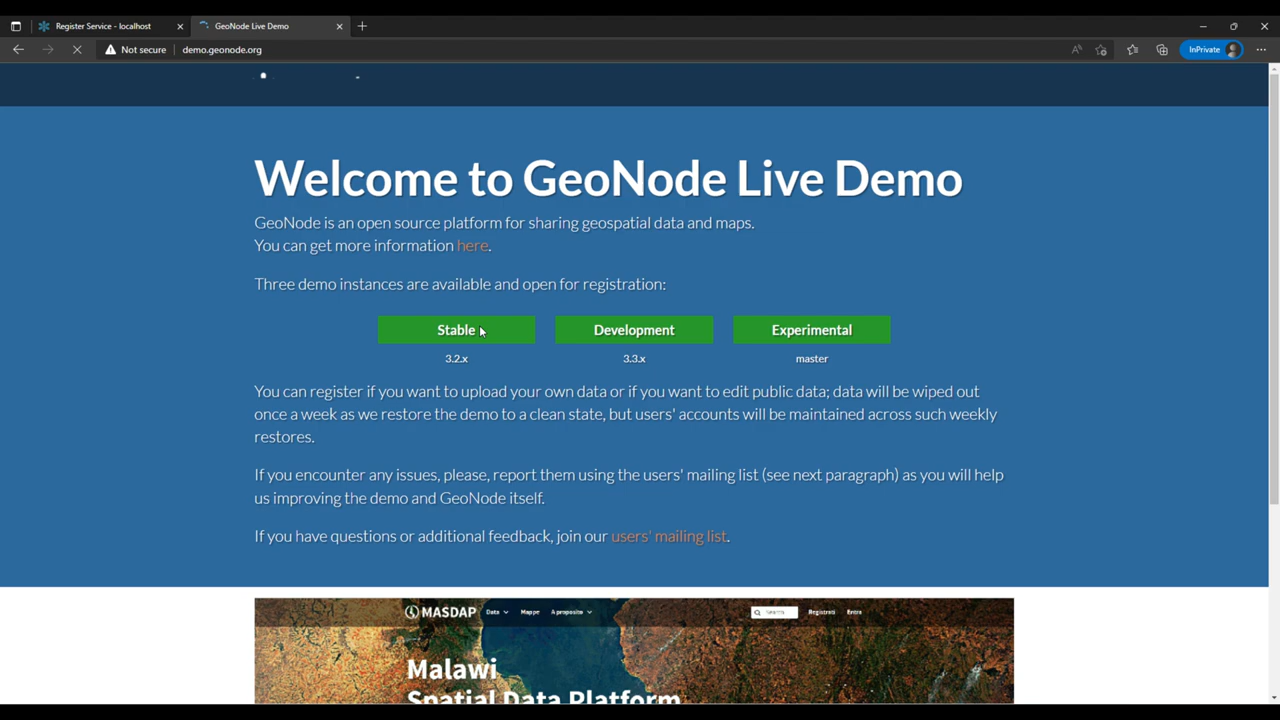 Register Service - localhost
GeoNode Live Demo
Not secure
demo.geonode.org
InPrivate
Welcome to GeoNode Live Demo
GeoNode is an open source platform for sharing geospatial data and maps.
You can get more information here.
Three demo instances are available and open for registration:
Stable
Development
Experimental
3.2.x
3.3.x
master
You can register if you want to upload your own data or if you want to edit public data; data will be wiped out
once a week as we restore the demo to a clean state, but users' accounts will be maintained across such weekly
restores.
If you encounter any issues, please, report them using the users' mailing list (see next paragraph) as you will help
us improving the demo and GeoNode itself.
If you have questions or additional feedback, join our users' mailing list.
MASDAP
Data
Mappe
A proposito
Search
Registrati
Entra
Malawi
Spatial Data Platform